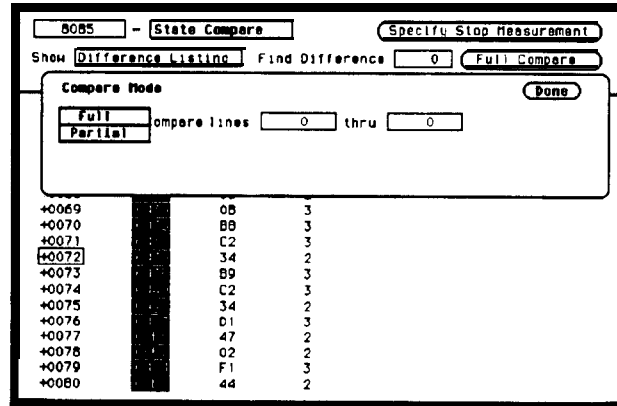 8085 - State Compare Specify Stop Measurement
Show Difference Listing Find Difference 0 Full Compare
Compare Mode Done
Full
Partial
ompare lines 0 thru 0
+0069 0B 3
+0070 B8 3
+0071 C2 3
+0072 34 2
+0073 B9 3
+0074 C2 3
+0075 34 2
+0076 D1 3
+0077 47 2
+0078 02 2
+0079 F1 3
+0080 44 2